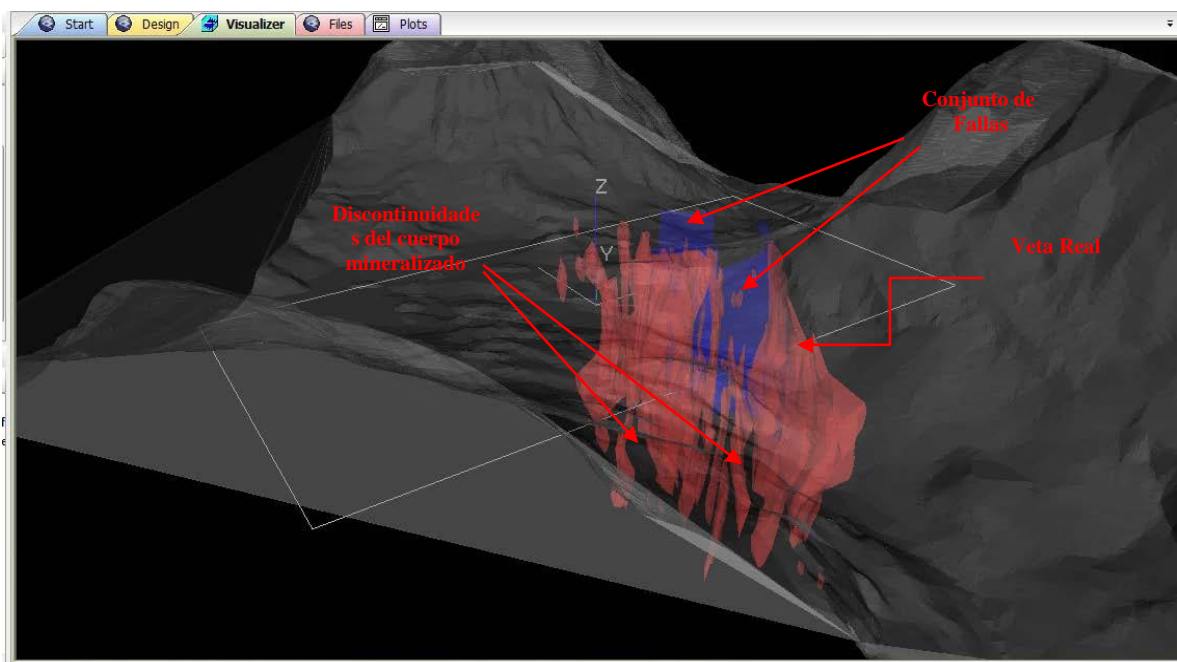 Start
Design
Visualizer
Files
Plots
Conjunto de
Fallas
Z
Discontinuidade
s del cuerpo
mineralizado
Y
Veta Real